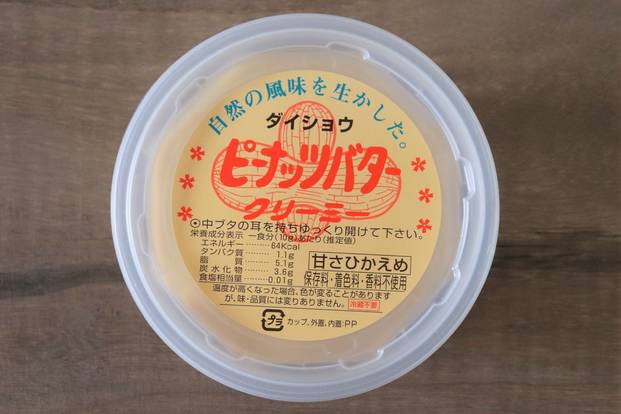 自然の風味を生かした。
ダイショウ
ピーナッツバター
クリーミー
⊙中ブタの耳を持ちゆっくり開けて下さい。
栄養成分表示 一食分(10g)あたり(推定値)
エネルギー……64Kcal
タンパク質………1.1g
脂質………5.1g
炭水化物………3.6g
食塩相当量………0.01g
甘さひかえめ
保存料・着色料・香料不使用
温度が高くなった場合、色が変ることがあります
が、味・品質には変りありません。 冷蔵不要
プラ カップ、外蓋、内蓋:PP